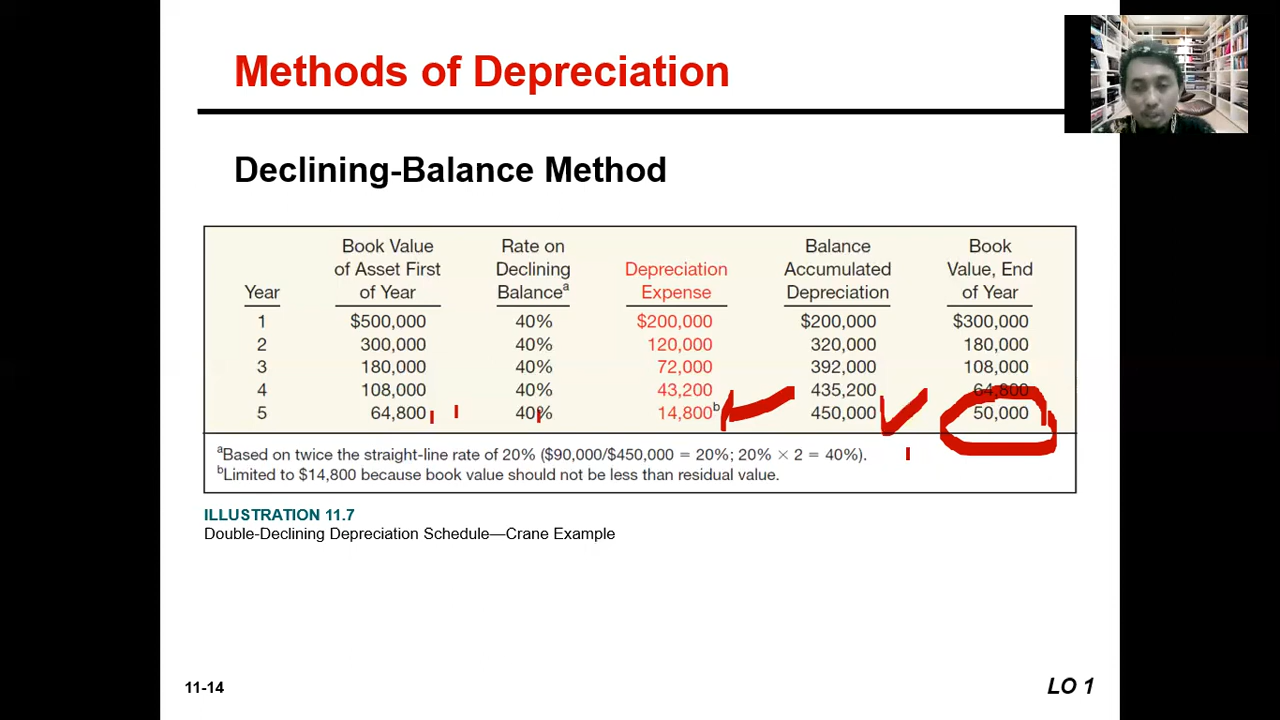 Methods of Depreciation
Declining-Balance Method
Year Book Value of Asset First of Year Rate on Declining Balanceᵃ Depreciation Expense Balance Accumulated Depreciation Book Value, End of Year
1 $500,000 40% $200,000 $200,000 $300,000
2 300,000 40% 120,000 320,000 180,000
3 180,000 40% 72,000 392,000 108,000
4 108,000 40% 43,200 435,200 64,800
5 64,800 40% 14,800ᵇ 450,000 50,000
ᵃBased on twice the straight-line rate of 20% ($90,000/$450,000 = 20%; 20% × 2 = 40%).
ᵇLimited to $14,800 because book value should not be less than residual value.
ILLUSTRATION 11.7
Double-Declining Depreciation Schedule—Crane Example
11-14
LO 1